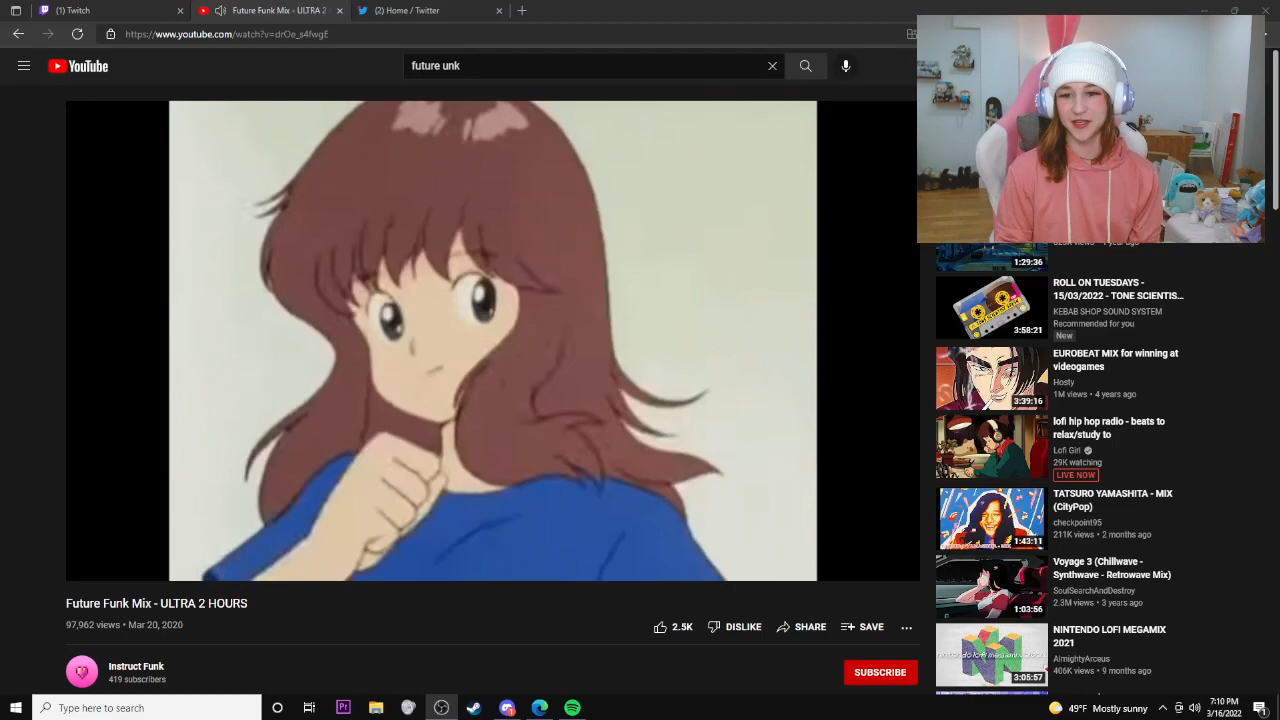 (1) Twitch
Future Funk Mix - ULTRA 2
(2) Home / Twitter
https://www.youtube.com/watch?v=drOe_s4fwgE
YouTube
future unk
1:29:36
ROLL ON TUESDAYS -
15/03/2022 - TONE SCIENTIS...
KEBAB SHOP SOUND SYSTEM
Recommended for you
New
3:58:21
EUROBEAT MIX for winning at
videogames
Hosty
1M views • 4 years ago
3:39:16
lofi hip hop radio - beats to
relax/study to
Lofi Girl
29K watching
LIVE NOW
TATSURO YAMASHITA - MIX
(CityPop)
checkpoint95
211K views • 2 months ago
1:43:11
Voyage 3 (Chillwave -
Synthwave - Retrowave Mix)
SoulSearchAndDestroy
2.3M views • 3 years ago
1:03:56
NINTENDO LOFI MEGAMIX
2021
AlmightyArceus
406K views • 9 months ago
3:05:57
Future Funk Mix - ULTRA 2 HOURS
97,962 views • Mar 20, 2020
2.5K
DISLIKE
SHARE
SAVE
Instruct Funk
419 subscribers
SUBSCRIBE
Type here to search
Pr
49°F Mostly sunny
7:10 PM
3/16/2022